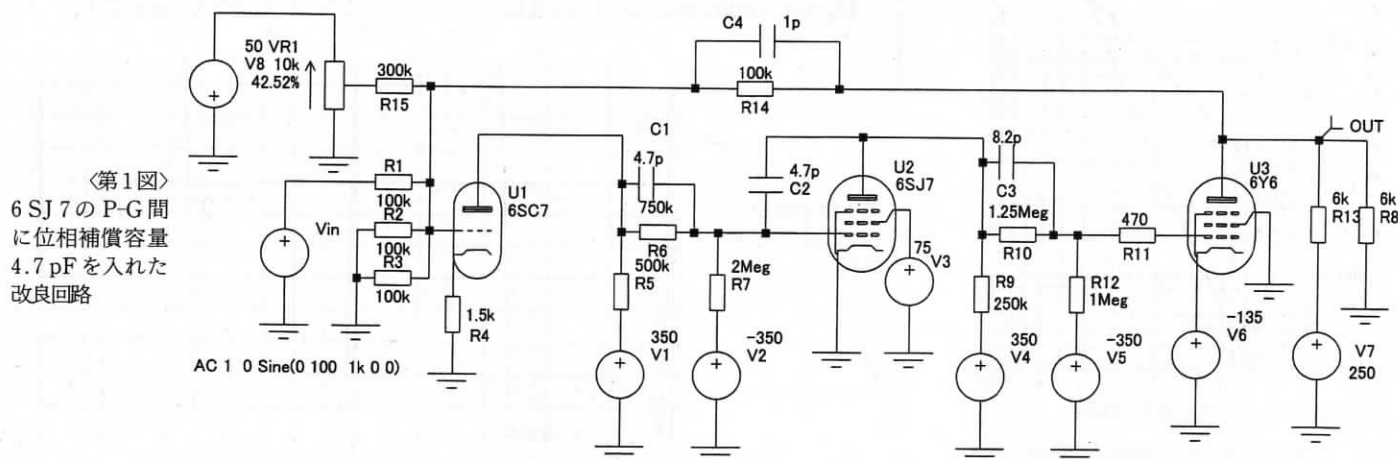 〈第1図〉
6SJ7のP-G間
に位相補償容量
4.7pFを入れた
改良回路
50 VR1
V8 10k
42.52%
300k
R15
R1
100k
R2
100k
R3
100k
Vin
AC 1 0 Sine(0 100 1k 0 0)
U1
6SC7
1.5k
R4
C4
1p
100k
R14
C1
4.7p
750k
R6
500k
R5
350
V1
2Meg
R7
-350
V2
4.7p
C2
U2
6SJ7
75
V3
8.2p
C3
1.25Meg
R10
R9
250k
350
V4
R12
1Meg
-350
V5
470
R11
U3
6Y6
-135
V6
OUT
6k
R13
6k
R8
V7
250